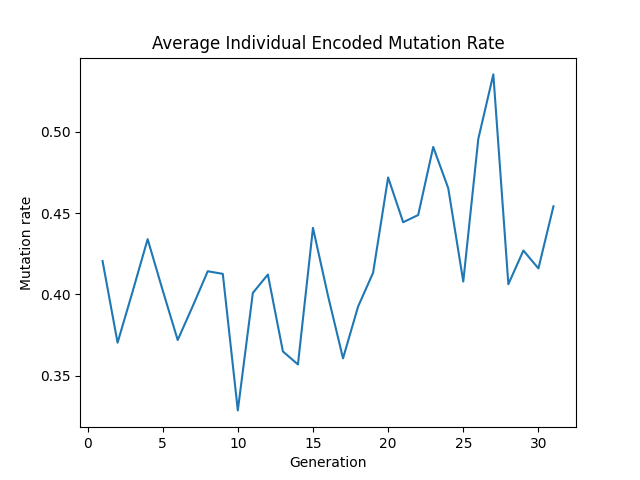 Average Individual Encoded Mutation Rate
0.50
0.45
0.40
0.35
Mutation rate
0 5 10 15 20 25 30
Generation